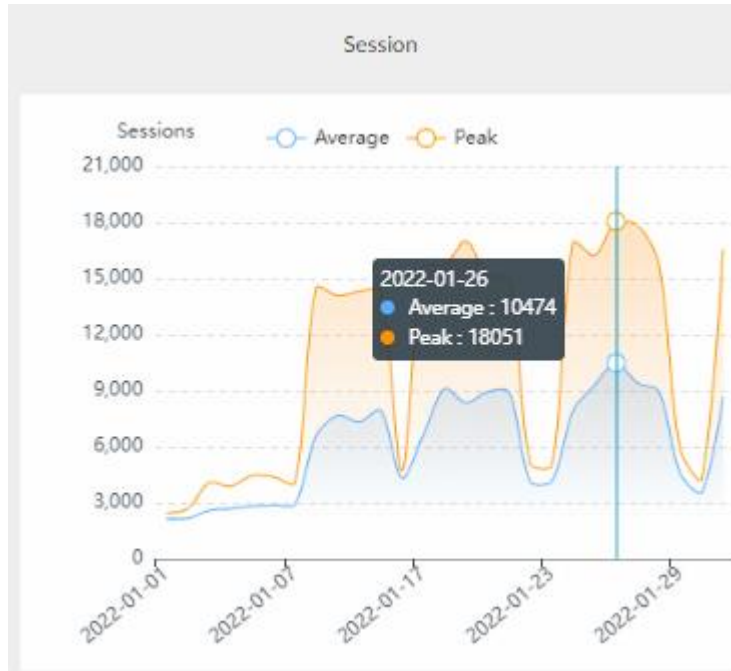 Session
Sessions
Average
Peak
21,000
18,000
15,000
12,000
9,000
6,000
3,000
0
2022-01-26
Average : 10474
Peak : 18051
2022-01-01
2022-01-07
2022-01-17
2022-01-23
2022-01-29